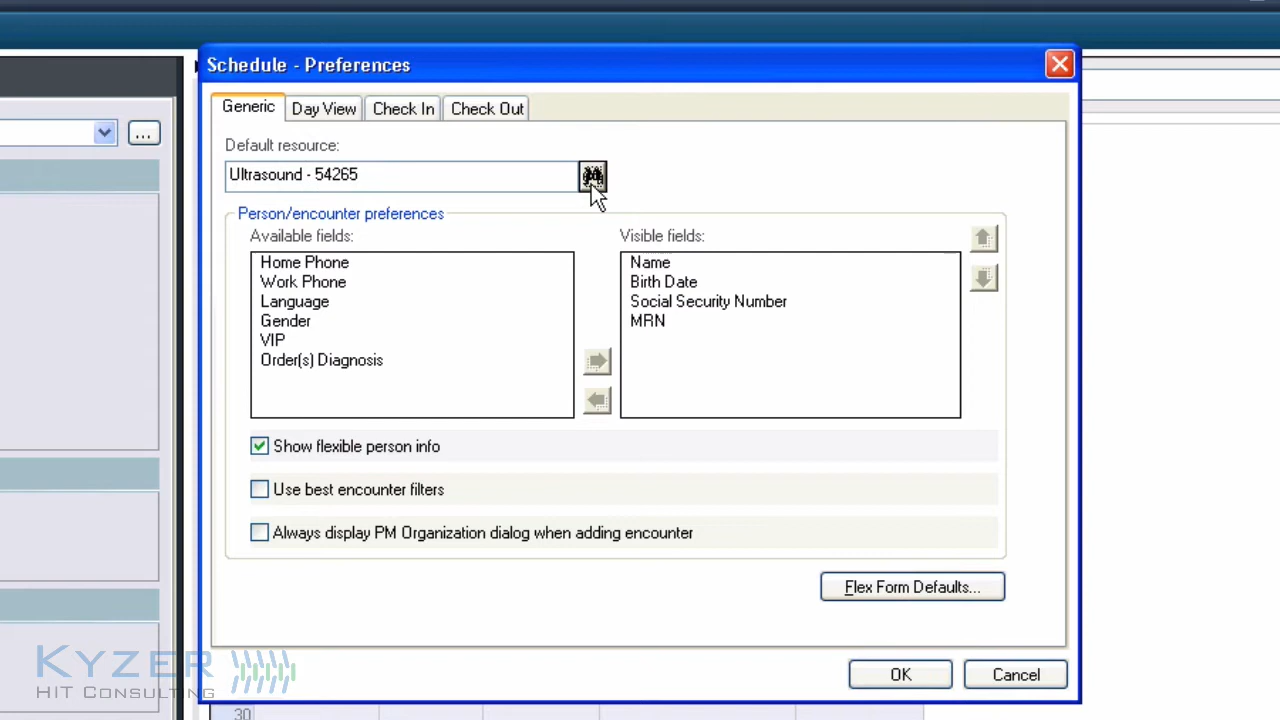 Schedule - Preferences
Generic
Day View
Check In
Check Out
...
Default resource:
Ultrasound - 54265
Person/encounter preferences
Available fields:
Home Phone
Work Phone
Language
Gender
VIP
Order(s) Diagnosis
Visible fields:
Name
Birth Date
Social Security Number
MRN
Show flexible person info
Use best encounter filters
Always display PM Organization dialog when adding encounter
Flex Form Defaults...
OK
Cancel
KYZER
HIT CONSULTING
30